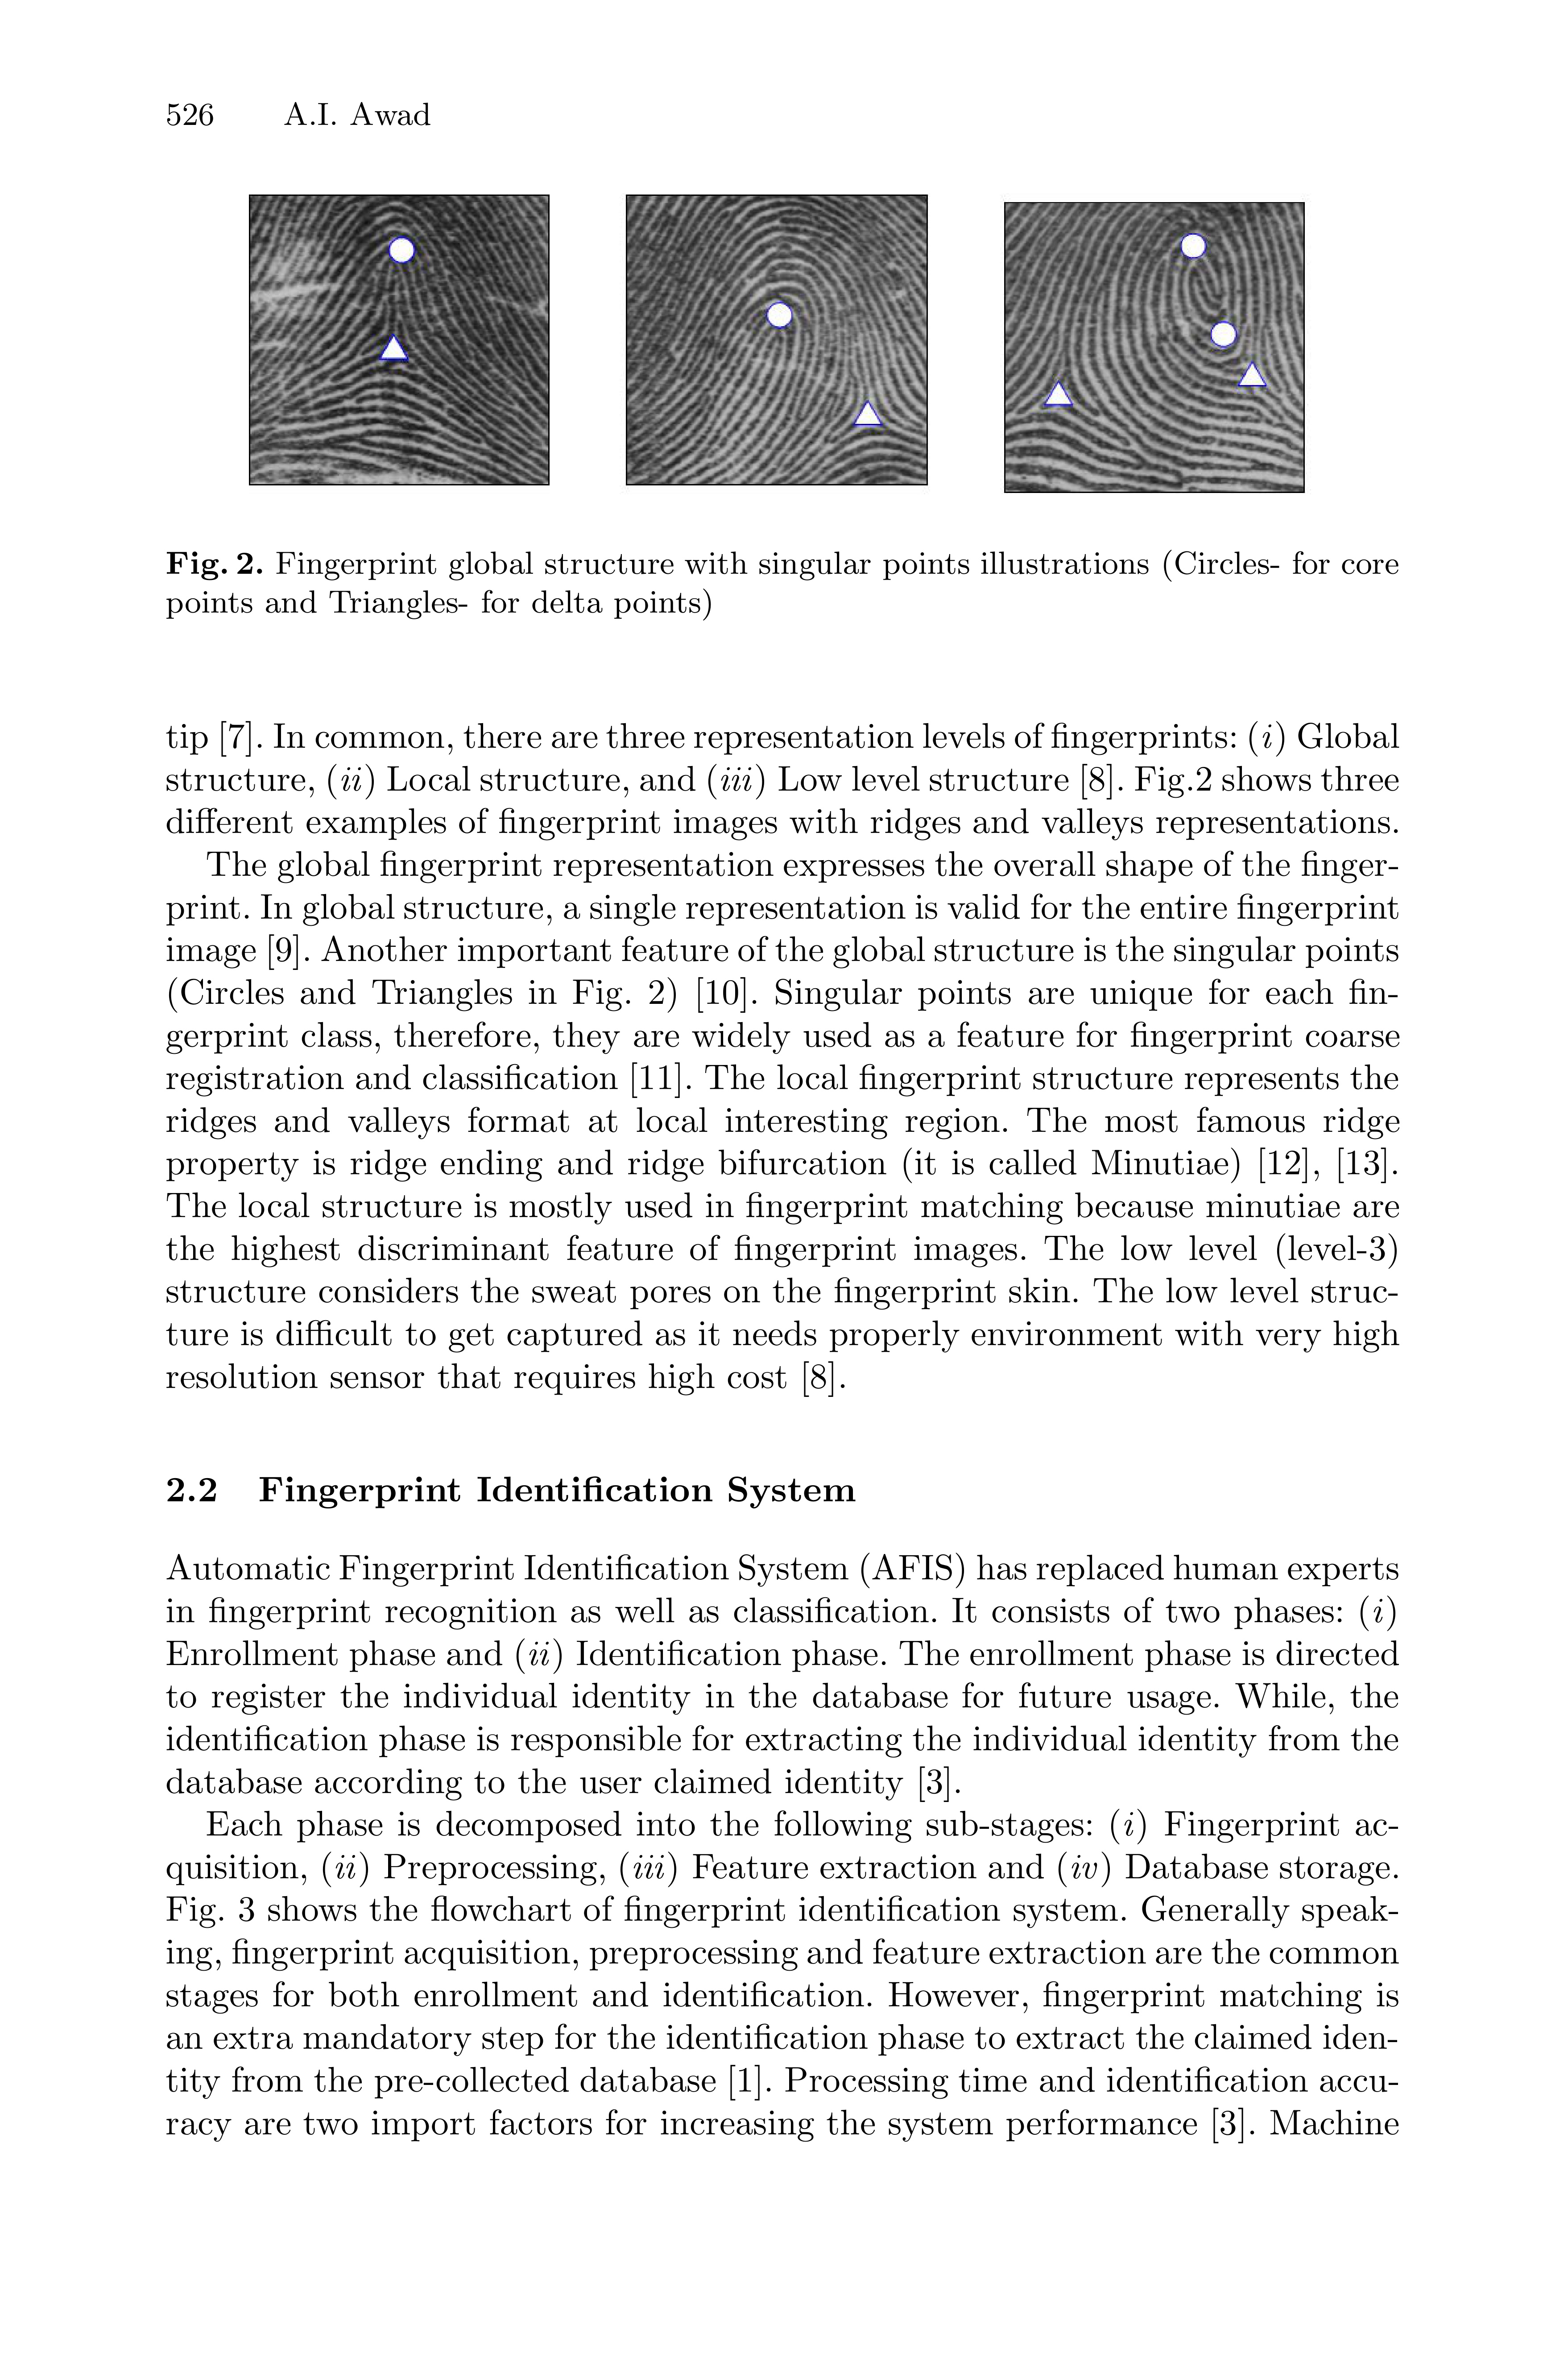 526 A.I. Awad
Fig. 2. Fingerprint global structure with singular points illustrations (Circles- for core
points and Triangles- for delta points)
tip [7]. In common, there are three representation levels of fingerprints: (i) Global
structure, (ii) Local structure, and (iii) Low level structure [8]. Fig.2 shows three
different examples of fingerprint images with ridges and valleys representations.
The global fingerprint representation expresses the overall shape of the finger-
print. In global structure, a single representation is valid for the entire fingerprint
image [9]. Another important feature of the global structure is the singular points
(Circles and Triangles in Fig. 2) [10]. Singular points are unique for each fin-
gerprint class, therefore, they are widely used as a feature for fingerprint coarse
registration and classification [11]. The local fingerprint structure represents the
ridges and valleys format at local interesting region. The most famous ridge
property is ridge ending and ridge bifurcation (it is called Minutiae) [12], [13].
The local structure is mostly used in fingerprint matching because minutiae are
the highest discriminant feature of fingerprint images. The low level (level-3)
structure considers the sweat pores on the fingerprint skin. The low level struc-
ture is difficult to get captured as it needs properly environment with very high
resolution sensor that requires high cost [8].
2.2 Fingerprint Identification System
Automatic Fingerprint Identification System (AFIS) has replaced human experts
in fingerprint recognition as well as classification. It consists of two phases: (i)
Enrollment phase and (ii) Identification phase. The enrollment phase is directed
to register the individual identity in the database for future usage. While, the
identification phase is responsible for extracting the individual identity from the
database according to the user claimed identity [3].
Each phase is decomposed into the following sub-stages: (i) Fingerprint ac-
quisition, (ii) Preprocessing, (iii) Feature extraction and (iv) Database storage.
Fig. 3 shows the flowchart of fingerprint identification system. Generally speak-
ing, fingerprint acquisition, preprocessing and feature extraction are the common
stages for both enrollment and identification. However, fingerprint matching is
an extra mandatory step for the identification phase to extract the claimed iden-
tity from the pre-collected database [1]. Processing time and identification accu-
racy are two import factors for increasing the system performance [3]. Machine